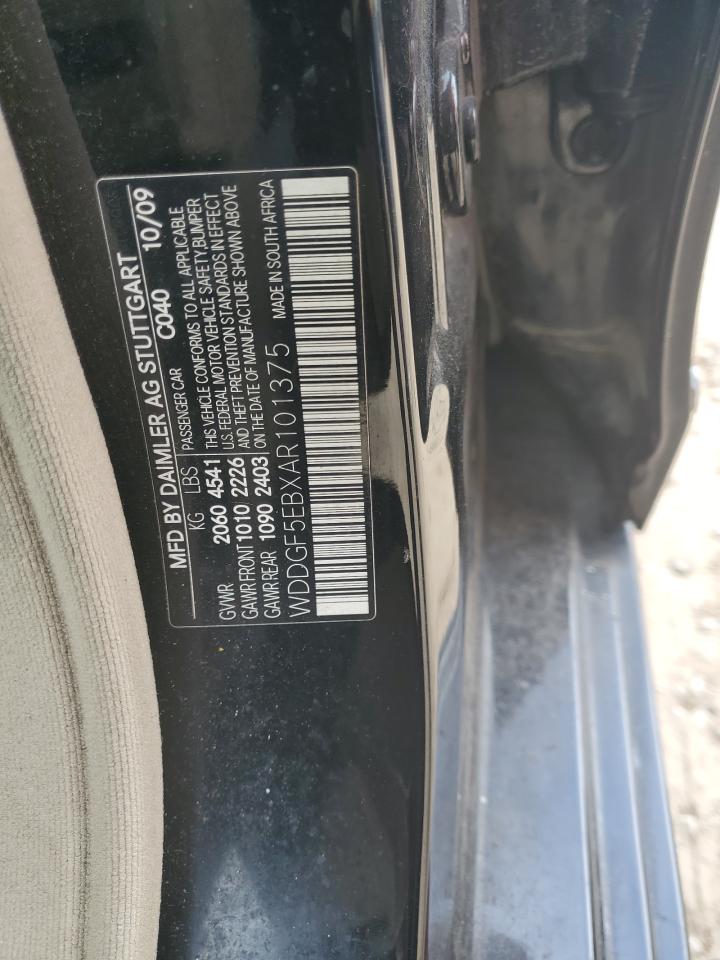 MFD BY DAIMLER AG STUTTGART
C040 10/09
KG LBS PASSENGER CAR
GVWR 2060 4541 THIS VEHICLE CONFORMS TO ALL APPLICABLE
GAWR FRONT 1010 2226 U.S. FEDERAL MOTOR VEHICLE SAFETY,BUMPER
GAWR REAR 1090 2403 AND THEFT PREVENTION STANDARDS IN EFFECT
ON THE DATE OF MANUFACTURE SHOWN ABOVE
WDDGF5EBXAR101375 MADE IN SOUTH AFRICA